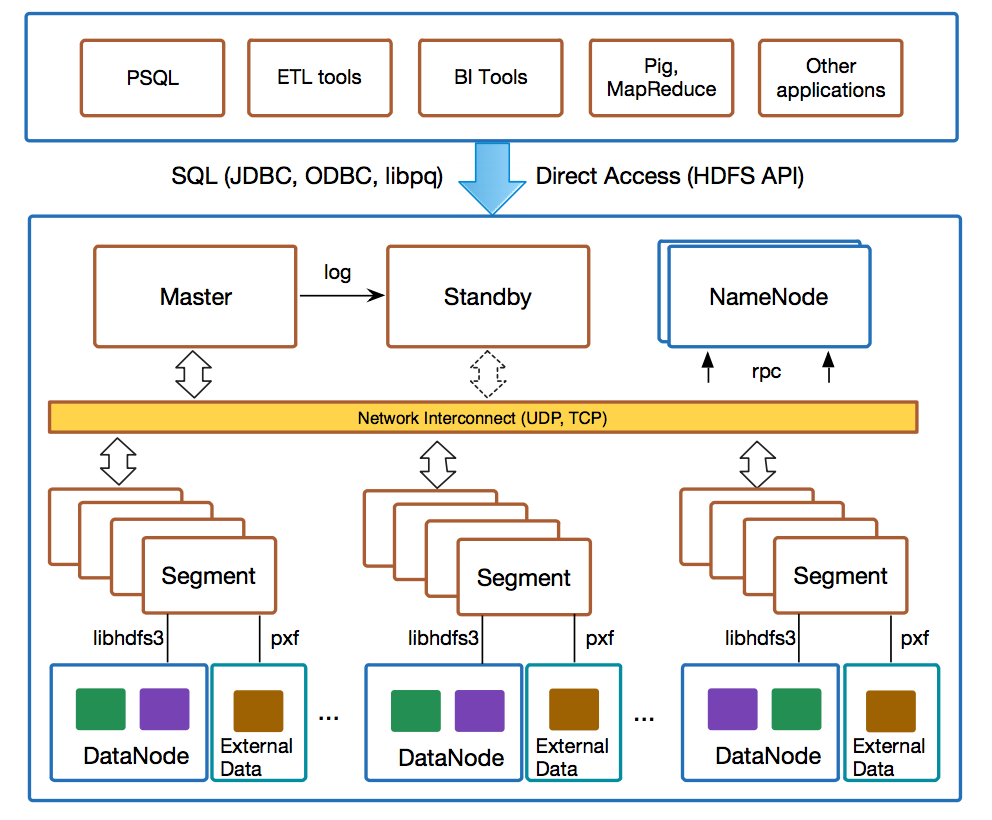 PSQL
ETL tools
BI Tools
Pig,
MapReduce
Other
applications
SQL (JDBC, ODBC, libpq)
Direct Access (HDFS API)
Master
log
Standby
NameNode
rpc
Network Interconnect (UDP, TCP)
Segment
Segment
Segment
libhdfs3
pxf
libhdfs3
pxf
libhdfs3
pxf
DataNode
External
Data
...
DataNode
External
Data
...
DataNode
External
Data